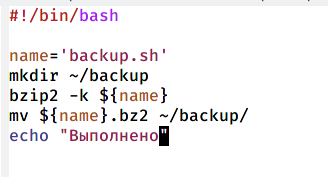 #!/bin/bash
name='backup.sh'
mkdir ~/backup
bzip2 -k ${name}
mv ${name}.bz2 ~/backup/
echo "Выполнено"